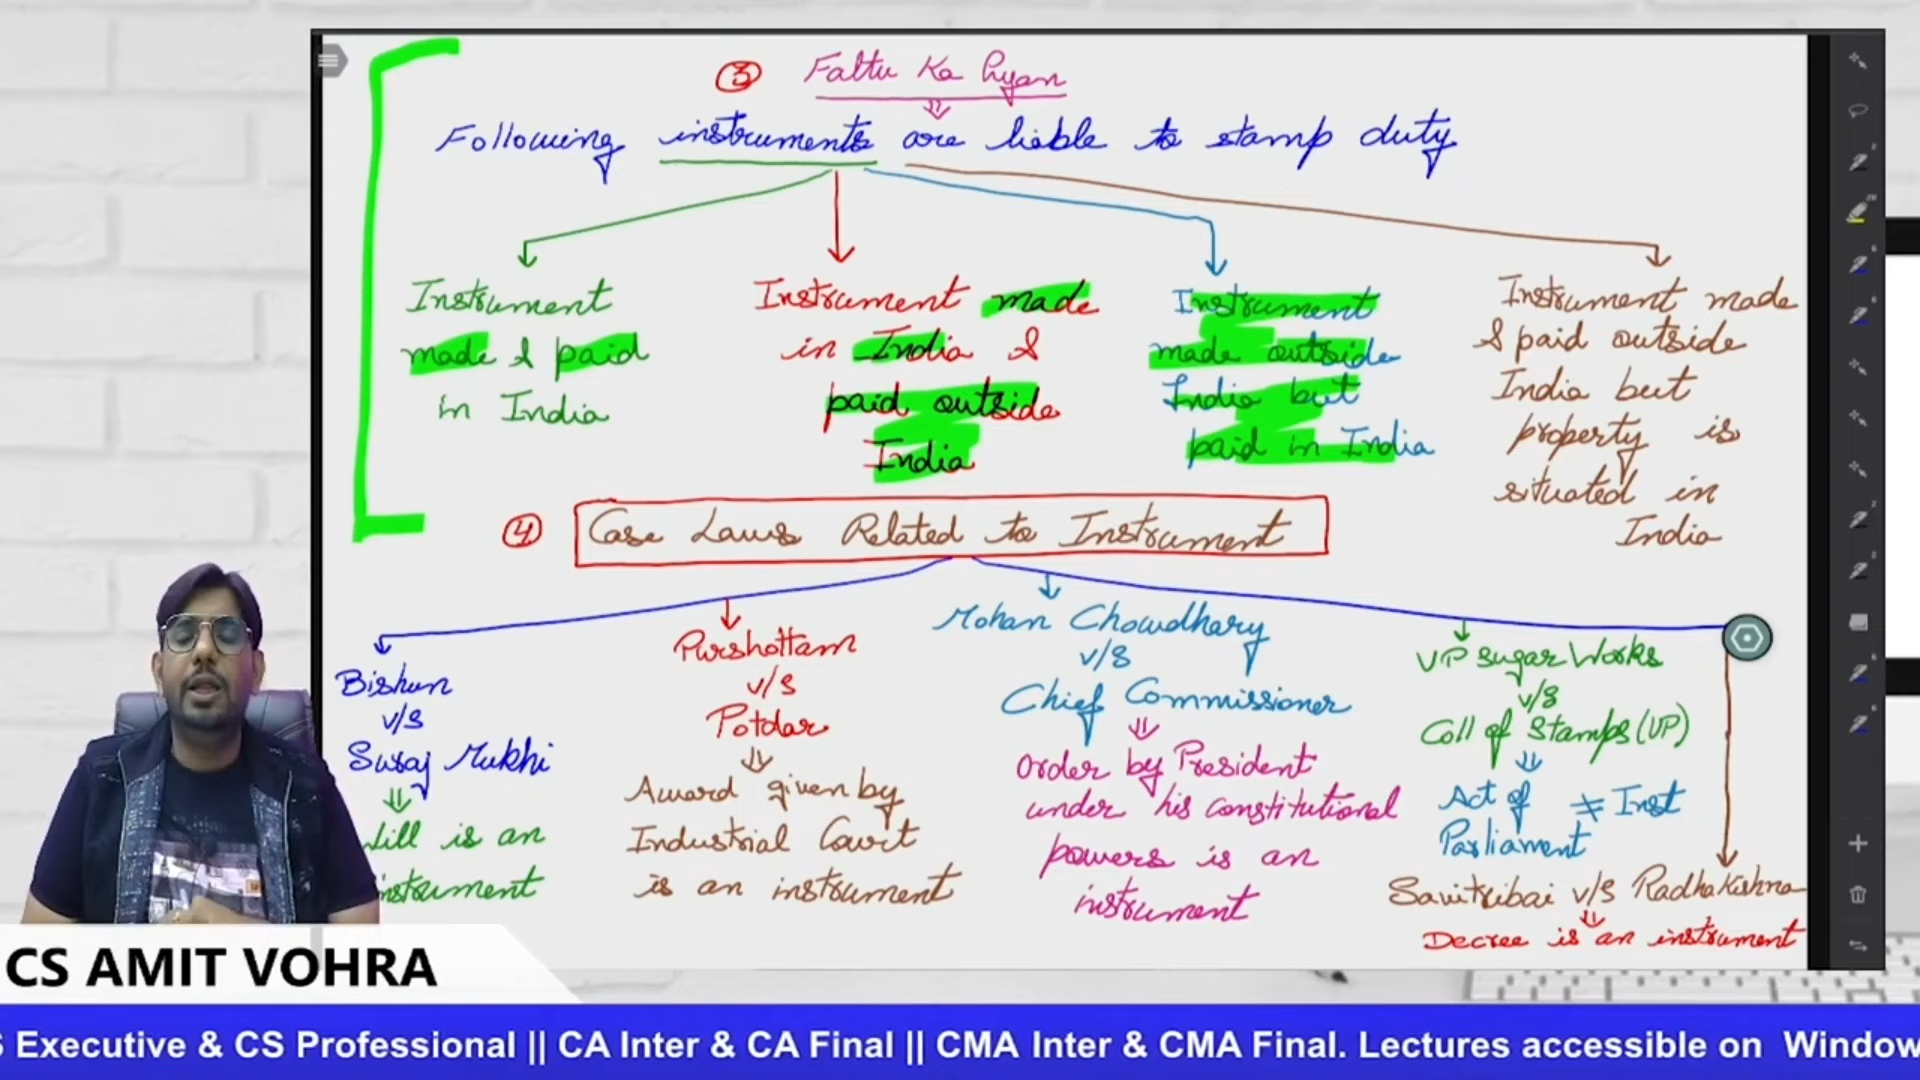 ③ Faltu Ka Gyan
Following instruments are liable to stamp duty
Instrument
made & paid
in India
Instrument made
in India &
paid outside
India
Instrument
made outside
India but
paid in India
Instrument made
& paid outside
India but
property is
situated in
India
④ Case Laws Related to Instrument
Bishun
v/s
Suraj Mukhi
Will is an
instrument
Purshottam
v/s
Potdar
Award given by
Industrial Court
is an instrument
Mohan Chowdhary
v/s
Chief Commissioner
Order by President
under his constitutional
powers is an
instrument
UP Sugar Works
v/s
Coll of Stamps (UP)
Act of ≠ Inst
Parliament
Savitribai v/s RadhaKishna
Decree is an instrument
CS AMIT VOHRA
S Executive & CS Professional || CA Inter & CA Final || CMA Inter & CMA Final. Lectures accessible on Window